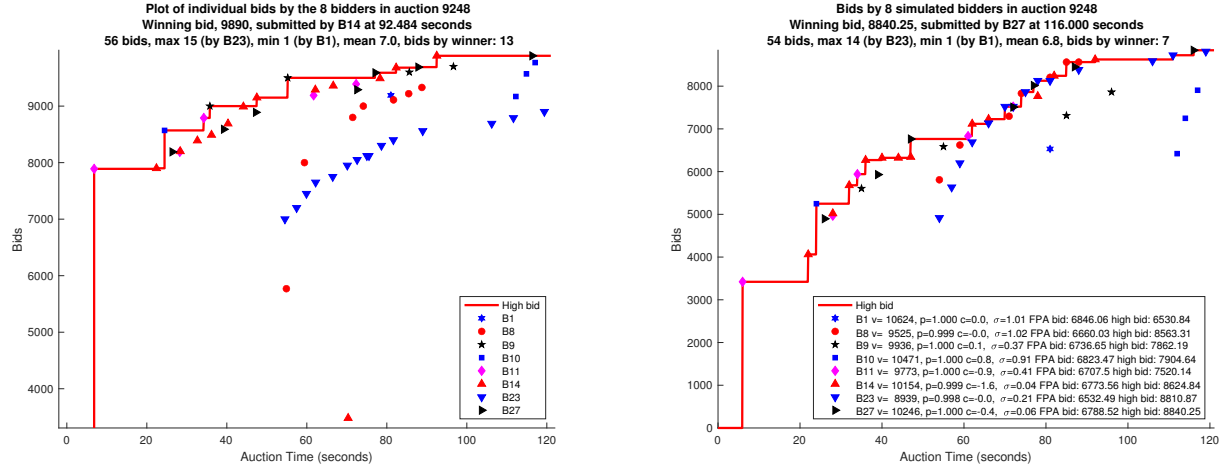 Plot of individual bids by the 8 bidders in auction 9248
Winning bid, 9890, submitted by B14 at 92.484 seconds
56 bids, max 15 (by B23), min 1 (by B1), mean 7.0, bids by winner: 13
Bids
9000
8000
7000
6000
5000
4000
High bid
B1
B8
B9
B10
B11
B14
B23
B27
0
20
40
60
80
100
120
Auction Time (seconds)
Bids by 8 simulated bidders in auction 9248
Winning bid, 8840.25, submitted by B27 at 116.000 seconds
54 bids, max 14 (by B23), min 1 (by B1), mean 6.8, bids by winner: 7
Bids
8000
7000
6000
5000
4000
3000
2000
1000
0
High bid
B1 v= 10624, p=1.000 c=0.0, σ=1.01 FPA bid: 6846.06 high bid: 6530.84
B8 v= 9525, p=0.999 c=-0.0, σ=1.02 FPA bid: 6660.03 high bid: 8563.31
B9 v= 9936, p=1.000 c=0.1, σ=0.37 FPA bid: 6736.65 high bid: 7862.19
B10 v= 10471, p=1.000 c=0.8, σ=0.91 FPA bid: 6823.47 high bid: 7904.64
B11 v= 9773, p=1.000 c=-0.9, σ=0.41 FPA bid: 6707.5 high bid: 7520.14
B14 v= 10154, p=0.999 c=-1.6, σ=0.04 FPA bid: 6773.56 high bid: 8624.84
B23 v= 8939, p=0.998 c=-0.0, σ=0.21 FPA bid: 6532.49 high bid: 8810.87
B27 v= 10246, p=1.000 c=-0.4, σ=0.06 FPA bid: 6788.52 high bid: 8840.25
0
20
40
60
80
100
120
Auction Time (seconds)